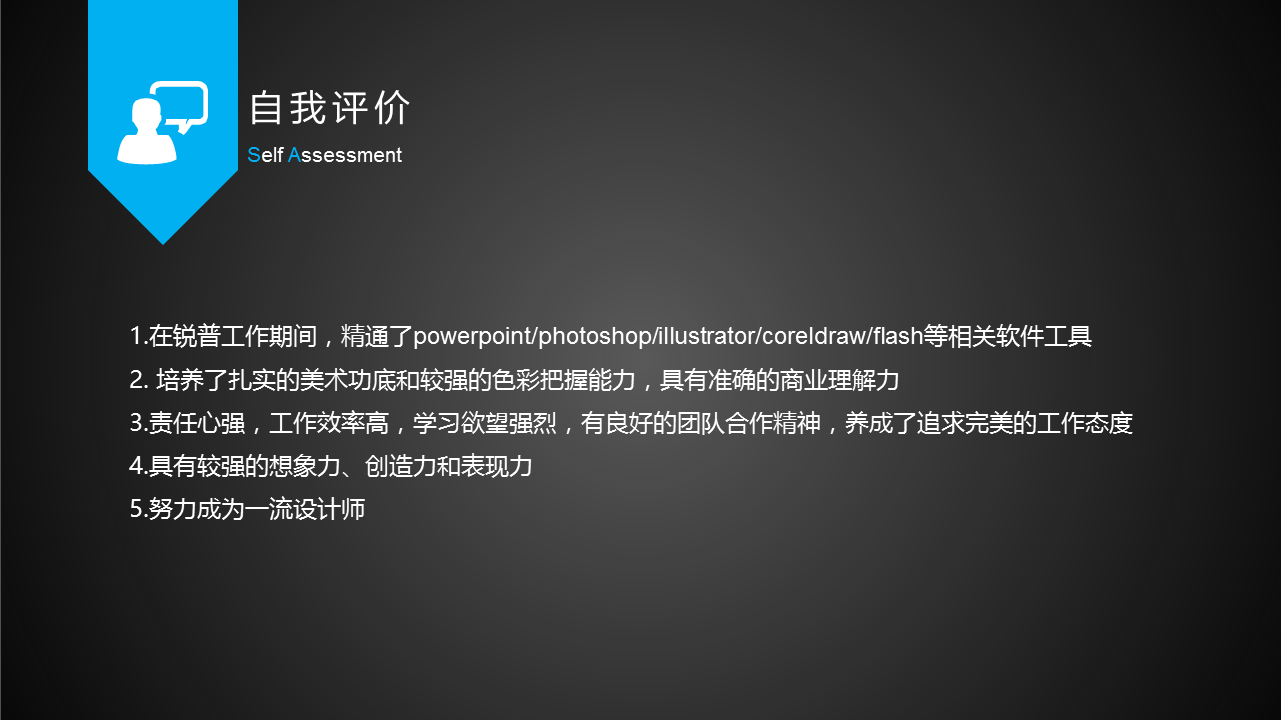 自我评价
Self Assessment
1.在锐普工作期间，精通了powerpoint/photoshop/illustrator/coreldraw/flash等相关软件工具
2. 培养了扎实的美术功底和较强的色彩把握能力，具有准确的商业理解力
3.责任心强，工作效率高，学习欲望强烈，有良好的团队合作精神，养成了追求完美的工作态度
4.具有较强的想象力、创造力和表现力
5.努力成为一流设计师